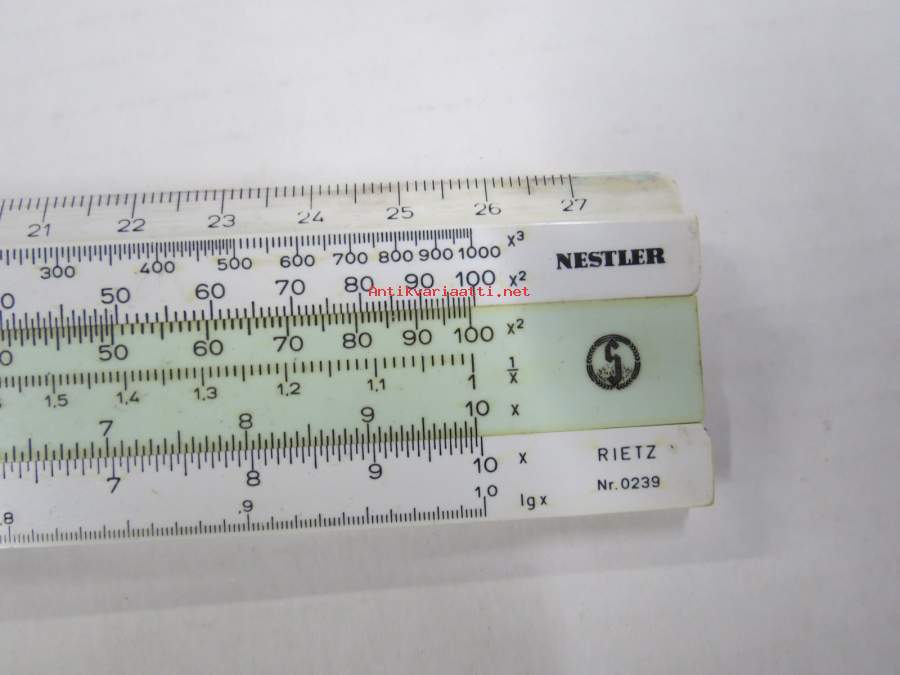 21 22 23 24 25 26 27
300 400 500 600 700 800 900 1000 x³
NESTLER
0 50 60 70 80 90 100 x²
Antikvariaatti.net
0 50 60 70 80 90 100 x²
1,5 1,4 1,3 1,2 1,1 1 1/x
7 8 9 10 x
7 8 9 10 x
RIETZ
,8 ,9 1,0 lg x
Nr. 0239